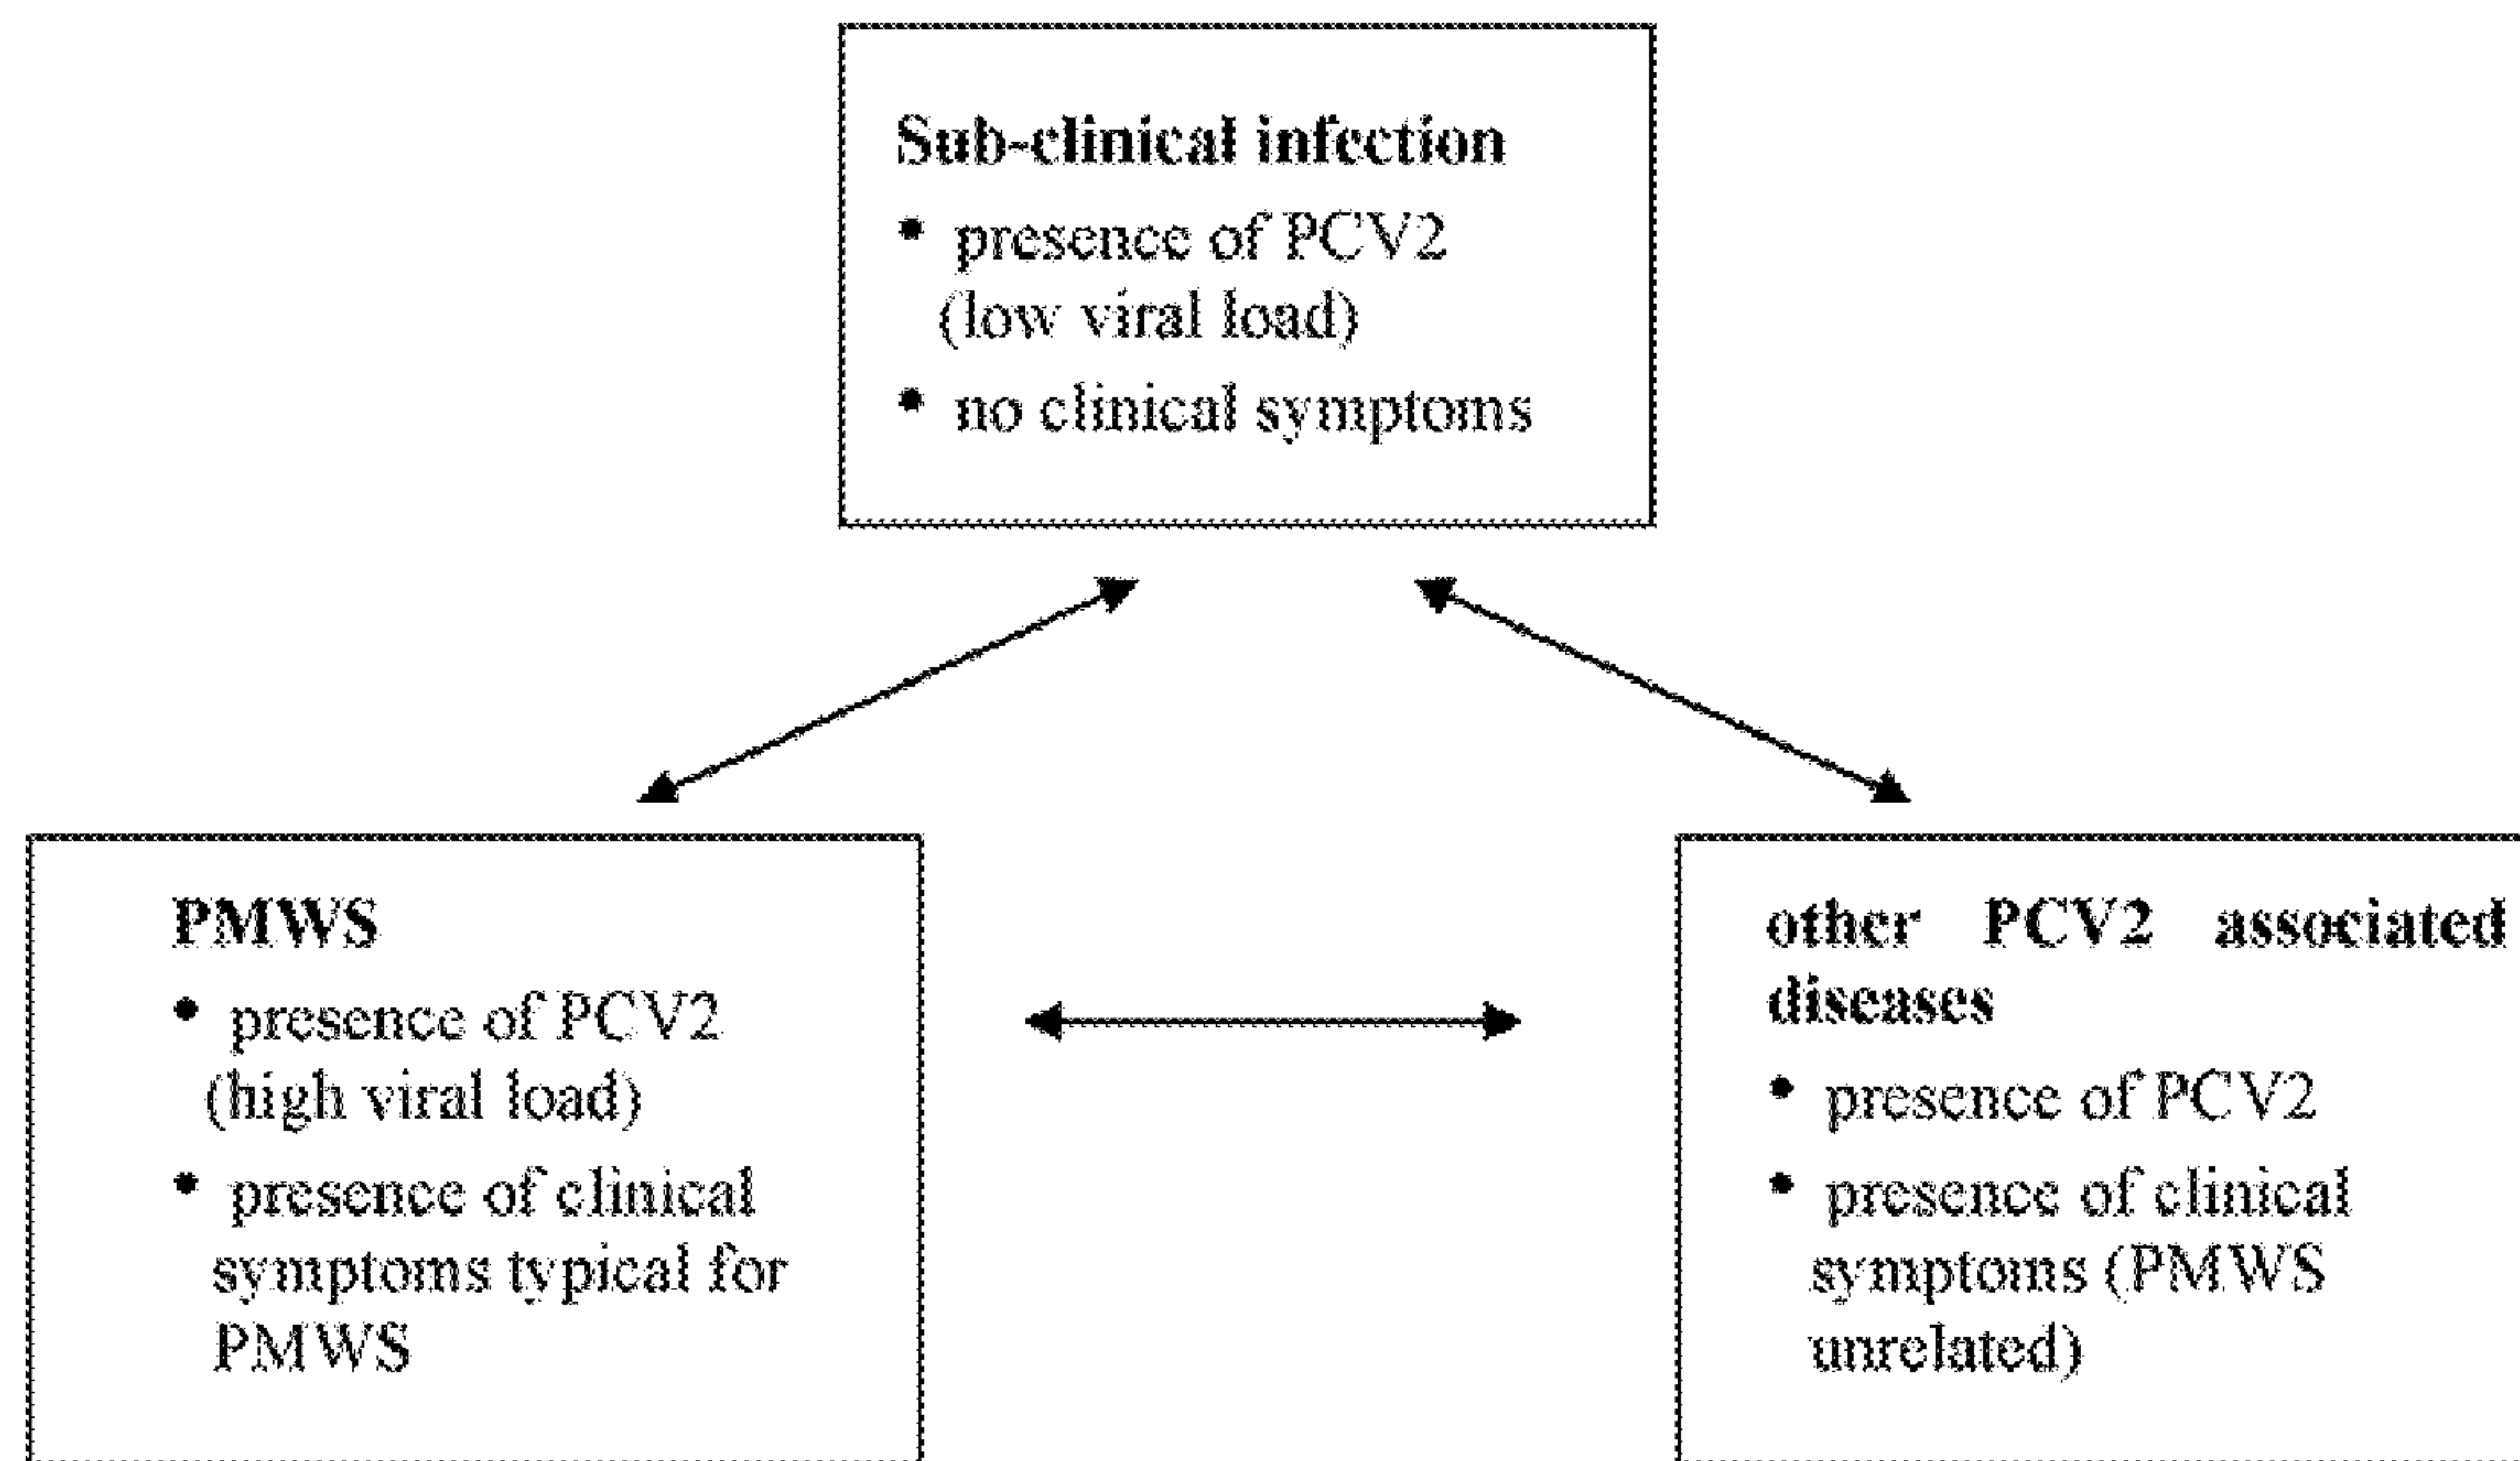 Sub-clinical infection
• presence of PCV2
(low viral load)
• no clinical symptoms
PMWS
• presence of PCV2
(high viral load)
• presence of clinical
symptoms typical for
PMWS
other PCV2 associated
diseases
• presence of PCV2
• presence of clinical
symptoms (PMWS
unrelated)